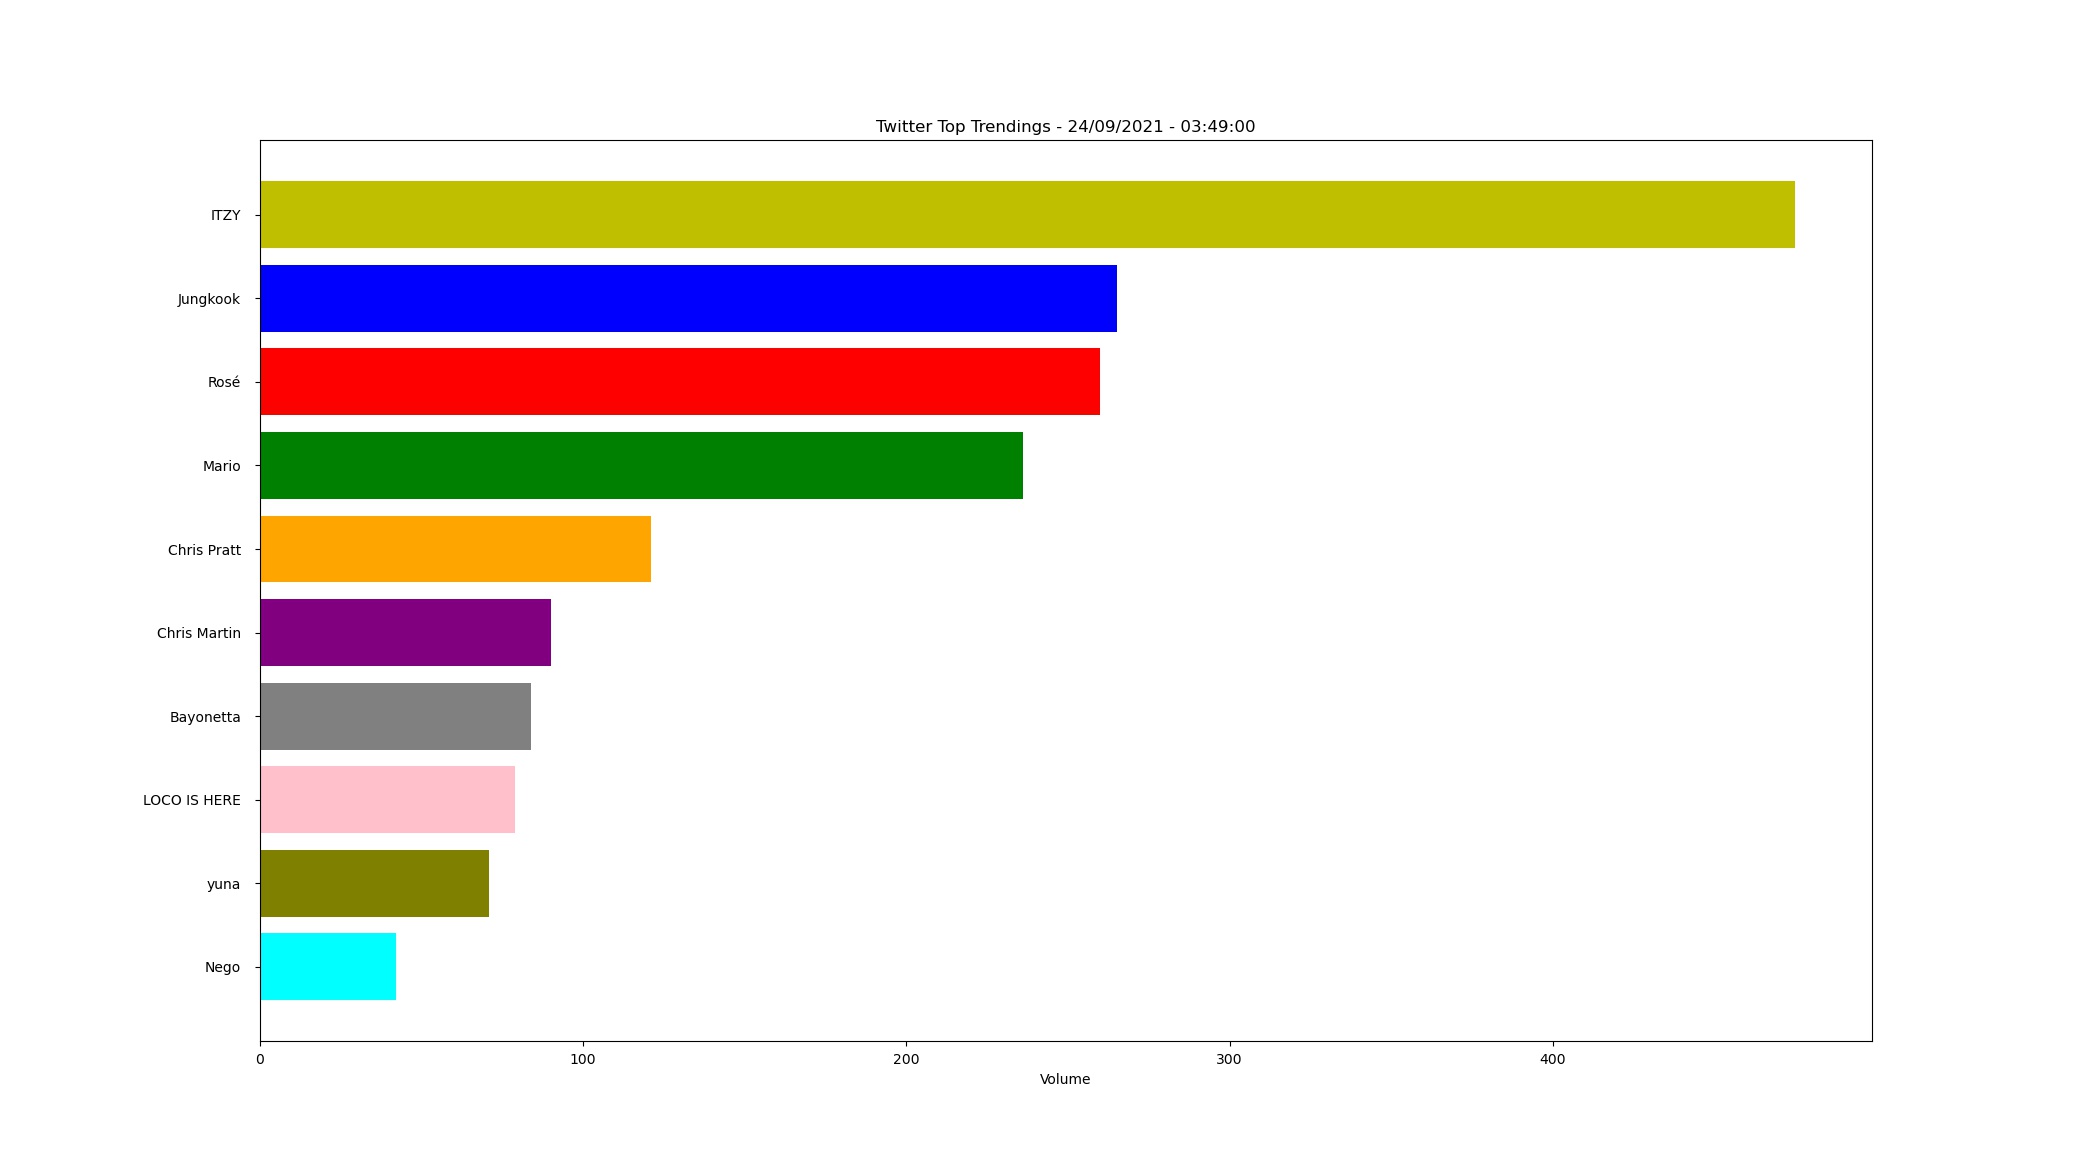 Twitter Top Trendings - 24/09/2021 - 03:49:00
ITZY
Jungkook
Rosé
Mario
Chris Pratt
Chris Martin
Bayonetta
LOCO IS HERE
yuna
Nego
0 100 200 300 400
Volume